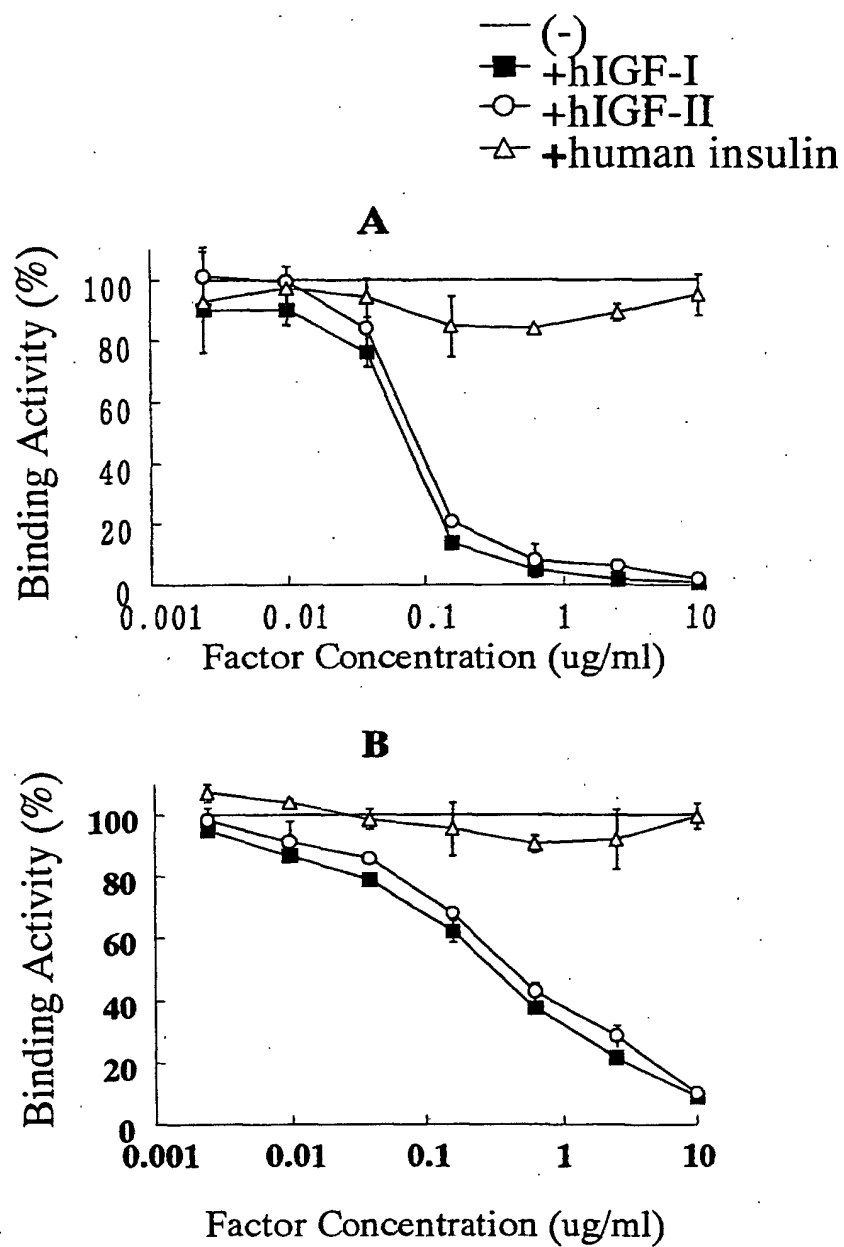 (-)
+hIGF-I
+hIGF-II
+human insulin
A
Binding Activity (%)
100
80
60
40
20
0
0.001 0.01 0.1 1 10
Factor Concentration (ug/ml)
B
Binding Activity (%)
100
80
60
40
20
0
0.001 0.01 0.1 1 10
Factor Concentration (ug/ml)